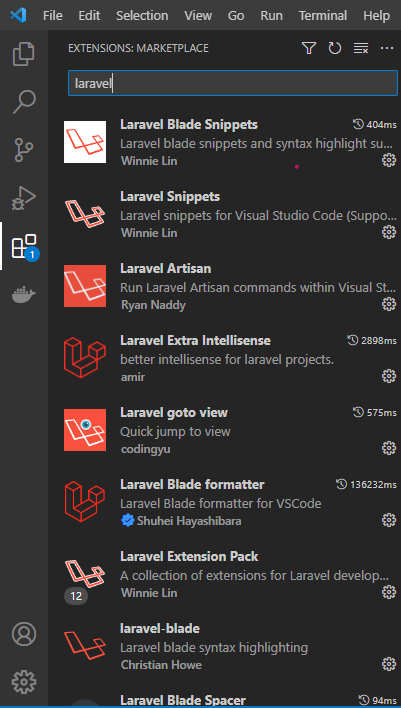 File Edit Selection View Go Run Terminal Help
EXTENSIONS: MARKETPLACE
laravel
Laravel Blade Snippets 404ms
Laravel blade snippets and syntax highlight su...
Winnie Lin
Laravel Snippets
Laravel snippets for Visual Studio Code (Suppo...
Winnie Lin
Laravel Artisan
Run Laravel Artisan commands within Visual St...
Ryan Naddy
Laravel Extra Intellisense 2898ms
better intellisense for laravel projects.
amir
Laravel goto view 575ms
Quick jump to view
codingyu
1
Laravel Blade formatter 136232ms
Laravel Blade formatter for VSCode
Shuhei Hayashibara
Laravel Extension Pack
A collection of extensions for Laravel develop...
12
Winnie Lin
laravel-blade
Laravel blade syntax highlighting
Christian Howe
Laravel Blade Spacer 94ms